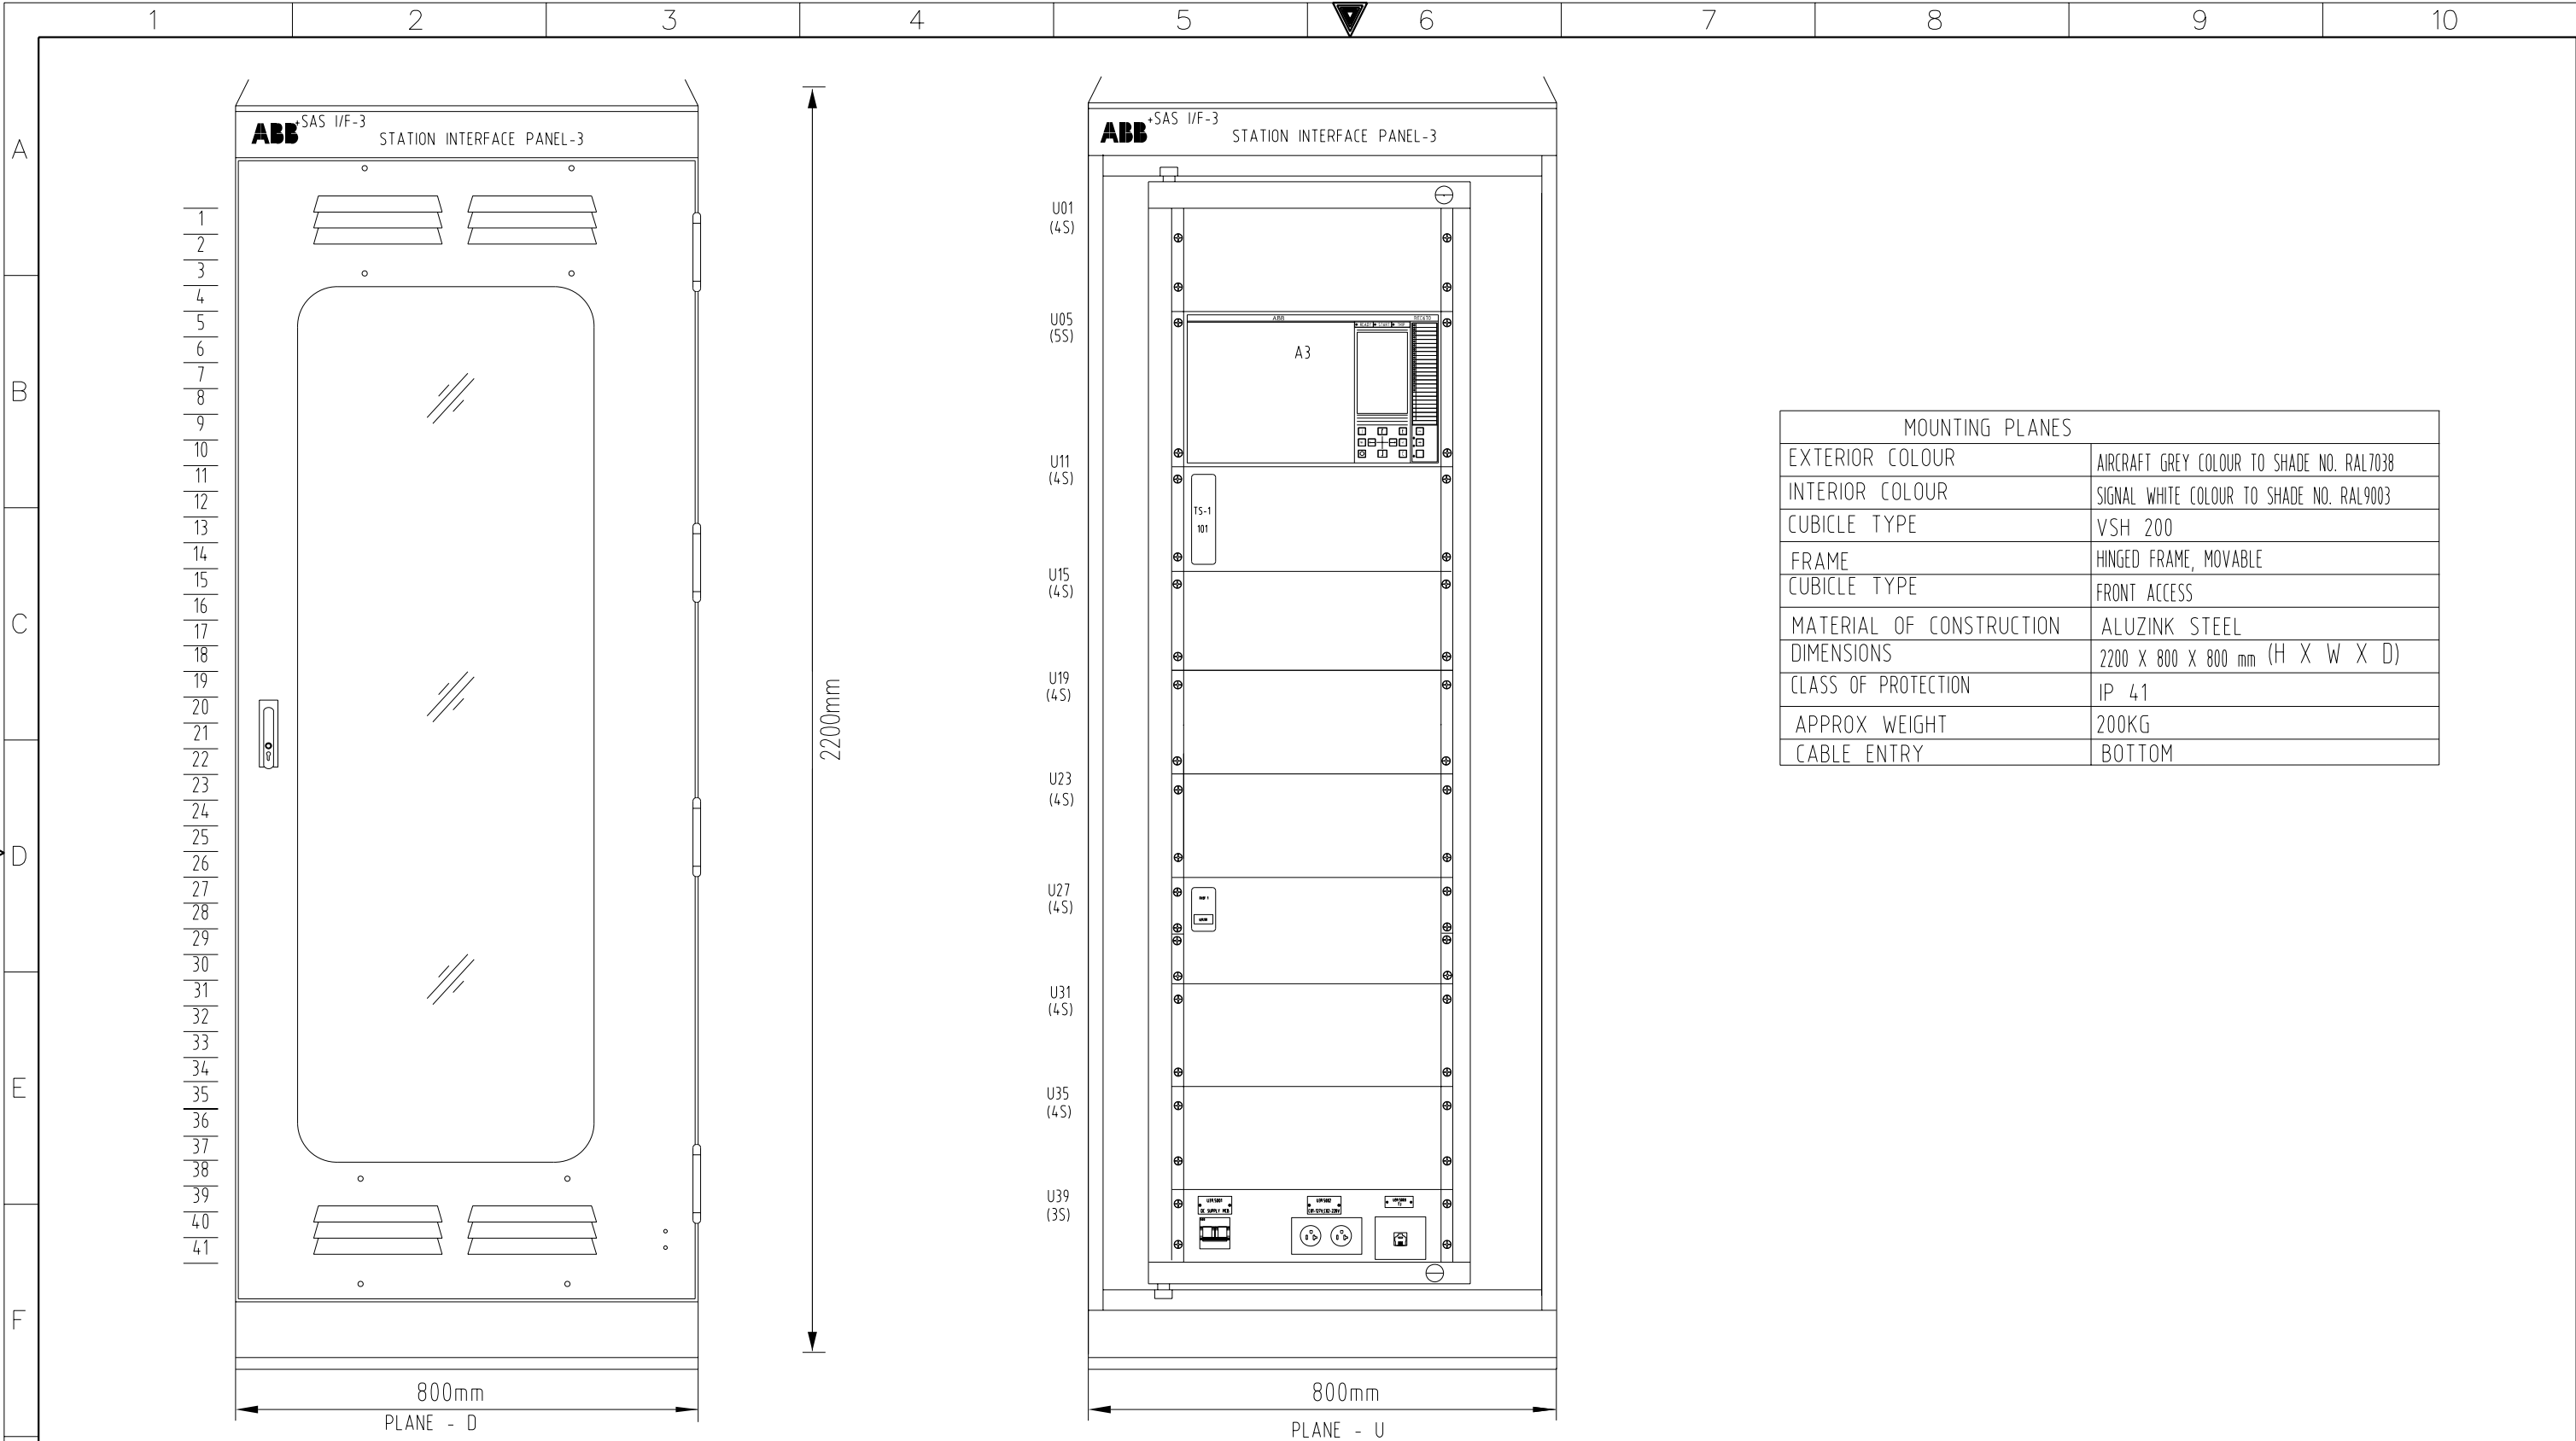 1 2 3 4 5 6 7 8 9 10
A
B
C
D
E
F
ABB
+SAS I/F-3
STATION INTERFACE PANEL-3
1
2
3
4
5
6
7
8
9
10
11
12
13
14
15
16
17
18
19
20
21
22
23
24
25
26
27
28
29
30
31
32
33
34
35
36
37
38
39
40
41
2200mm
800mm
PLANE - D
ABB
+SAS I/F-3
STATION INTERFACE PANEL-3
U01
(4S)
U05
(5S)
ABB
A3
U11
(4S)
TS-1
101
U15
(4S)
U19
(4S)
U23
(4S)
U27
(4S)
U31
(4S)
U35
(4S)
U39
(3S)
DC SUPPLY MCB
800mm
PLANE - U
MOUNTING PLANES
EXTERIOR COLOUR AIRCRAFT GREY COLOUR TO SHADE NO. RAL7038
INTERIOR COLOUR SIGNAL WHITE COLOUR TO SHADE NO. RAL9003
CUBICLE TYPE VSH 200
FRAME HINGED FRAME, MOVABLE
CUBICLE TYPE FRONT ACCESS
MATERIAL OF CONSTRUCTION ALUZINK STEEL
DIMENSIONS 2200 X 800 X 800 mm (H X W X D)
CLASS OF PROTECTION IP 41
APPROX WEIGHT 200KG
CABLE ENTRY BOTTOM